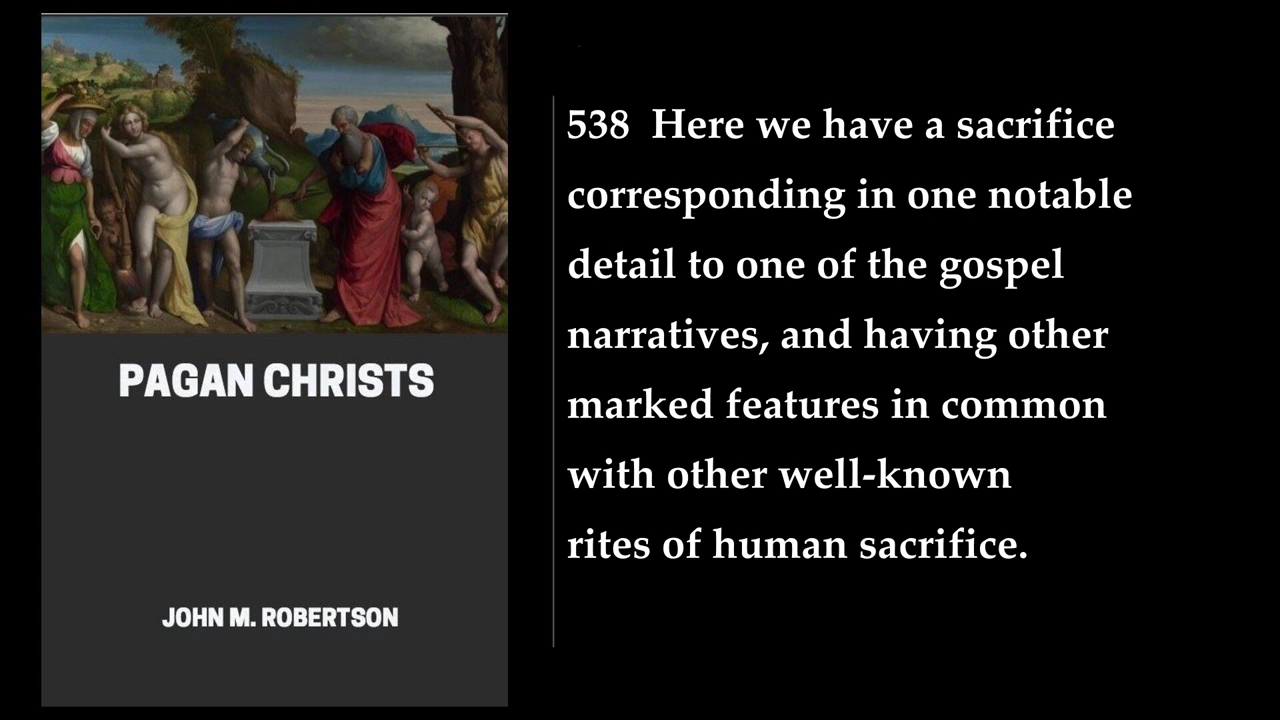 PAGAN CHRISTS
JOHN M. ROBERTSON
538  Here we have a sacrifice
corresponding in one notable
detail to one of the gospel
narratives, and having other
marked features in common
with other well-known
rites of human sacrifice.